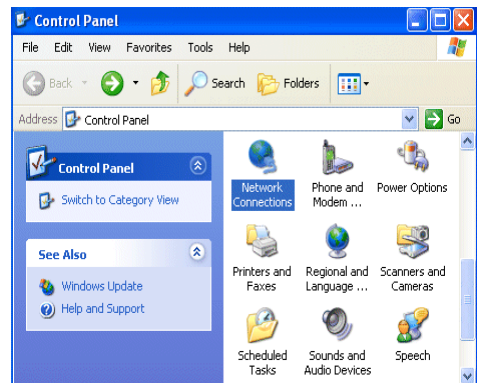 Control Panel
File Edit View Favorites Tools Help
Back Search Folders
Address Control Panel Go
Control Panel
Switch to Category View
See Also
Windows Update
Help and Support
Network Connections
Phone and Modem ...
Power Options
Printers and Faxes
Regional and Language ...
Scanners and Cameras
Scheduled Tasks
Sounds and Audio Devices
Speech